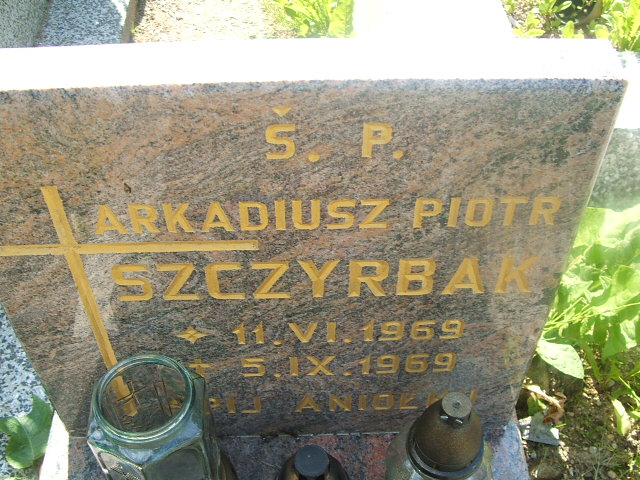 Š. P.
ARKADIUSZ PIOTR
SZCZYRBAK
11.VI.1969
5.IX.1969